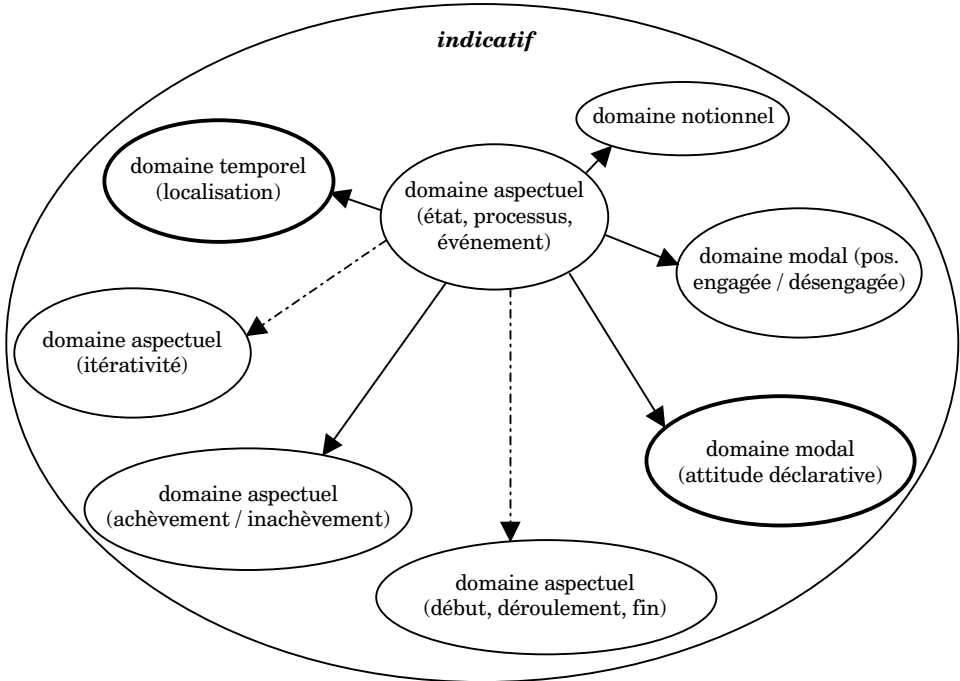 indicatif
domaine notionnel
domaine temporel
(localisation)
domaine aspectuel
(état, processus,
événement)
domaine modal (pos.
engagée / désengagée)
domaine aspectuel
(itérativité)
domaine modal
(attitude déclarative)
domaine aspectuel
(achèvement / inachèvement)
domaine aspectuel
(début, déroulement, fin)